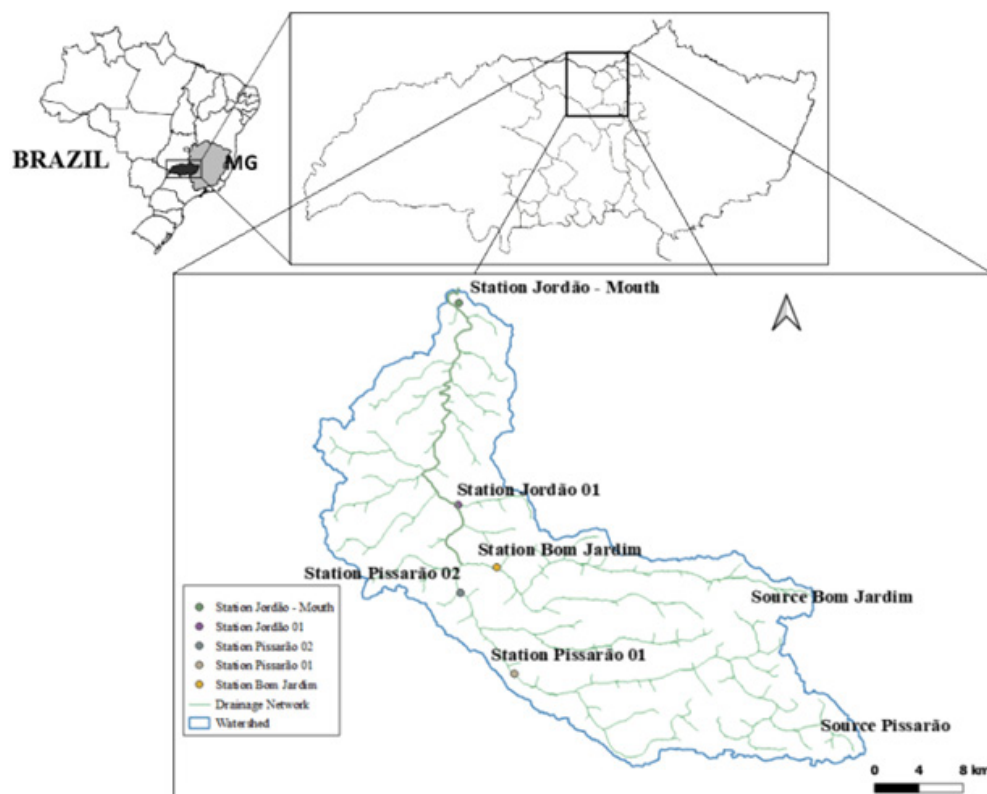 BRAZIL
MG
Station Jordão - Mouth
Station Jordão 01
Station Bom Jardim
Station Pissarão 02
Source Bom Jardim
Station Pissarão 01
Source Pissarão
Station Jordão - Mouth
Station Jordão 01
Station Pissarão 02
Station Pissarão 01
Station Bom Jardim
Drainage Network
Watershed
0 4 8 km